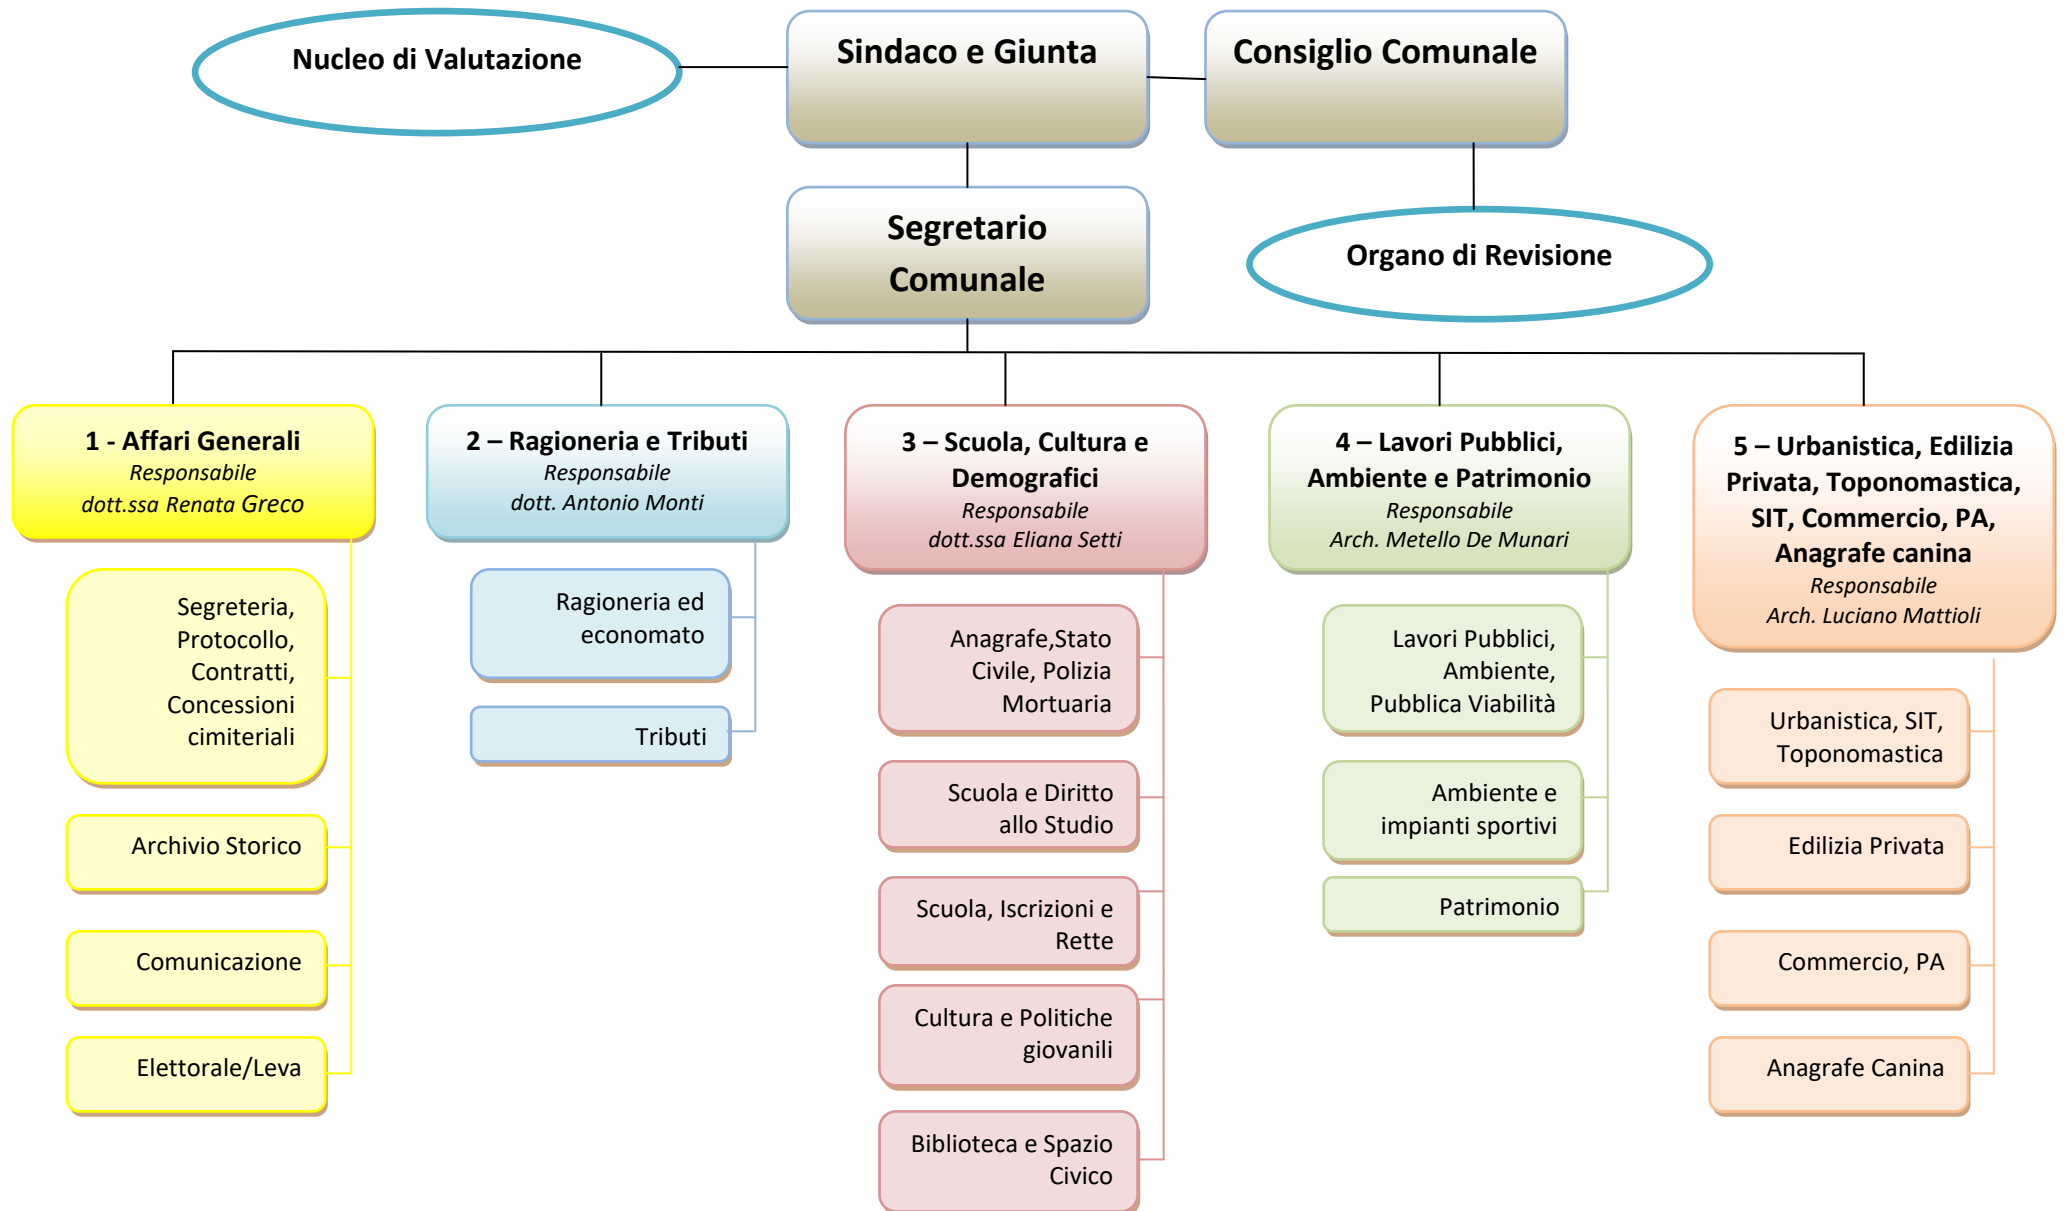 Nucleo di Valutazione
Sindaco e Giunta
Consiglio Comunale
Segretario
Comunale
Organo di Revisione
1 - Affari Generali
Responsabile
dott.ssa Renata Greco
2 – Ragioneria e Tributi
Responsabile
dott. Antonio Monti
3 – Scuola, Cultura e
Demografici
Responsabile
dott.ssa Eliana Setti
4 – Lavori Pubblici,
Ambiente e Patrimonio
Responsabile
Arch. Metello De Munari
5 – Urbanistica, Edilizia
Privata, Toponomastica,
SIT, Commercio, PA,
Anagrafe canina
Responsabile
Arch. Luciano Mattioli
Segreteria,
Protocollo,
Contratti,
Concessioni
cimiteriali
Archivio Storico
Comunicazione
Elettorale/Leva
Ragioneria ed
economato
Tributi
Anagrafe,Stato
Civile, Polizia
Mortuaria
Scuola e Diritto
allo Studio
Scuola, Iscrizioni e
Rette
Cultura e Politiche
giovanili
Biblioteca e Spazio
Civico
Lavori Pubblici,
Ambiente,
Pubblica Viabilità
Ambiente e
impianti sportivi
Patrimonio
Urbanistica, SIT,
Toponomastica
Edilizia Privata
Commercio, PA
Anagrafe Canina